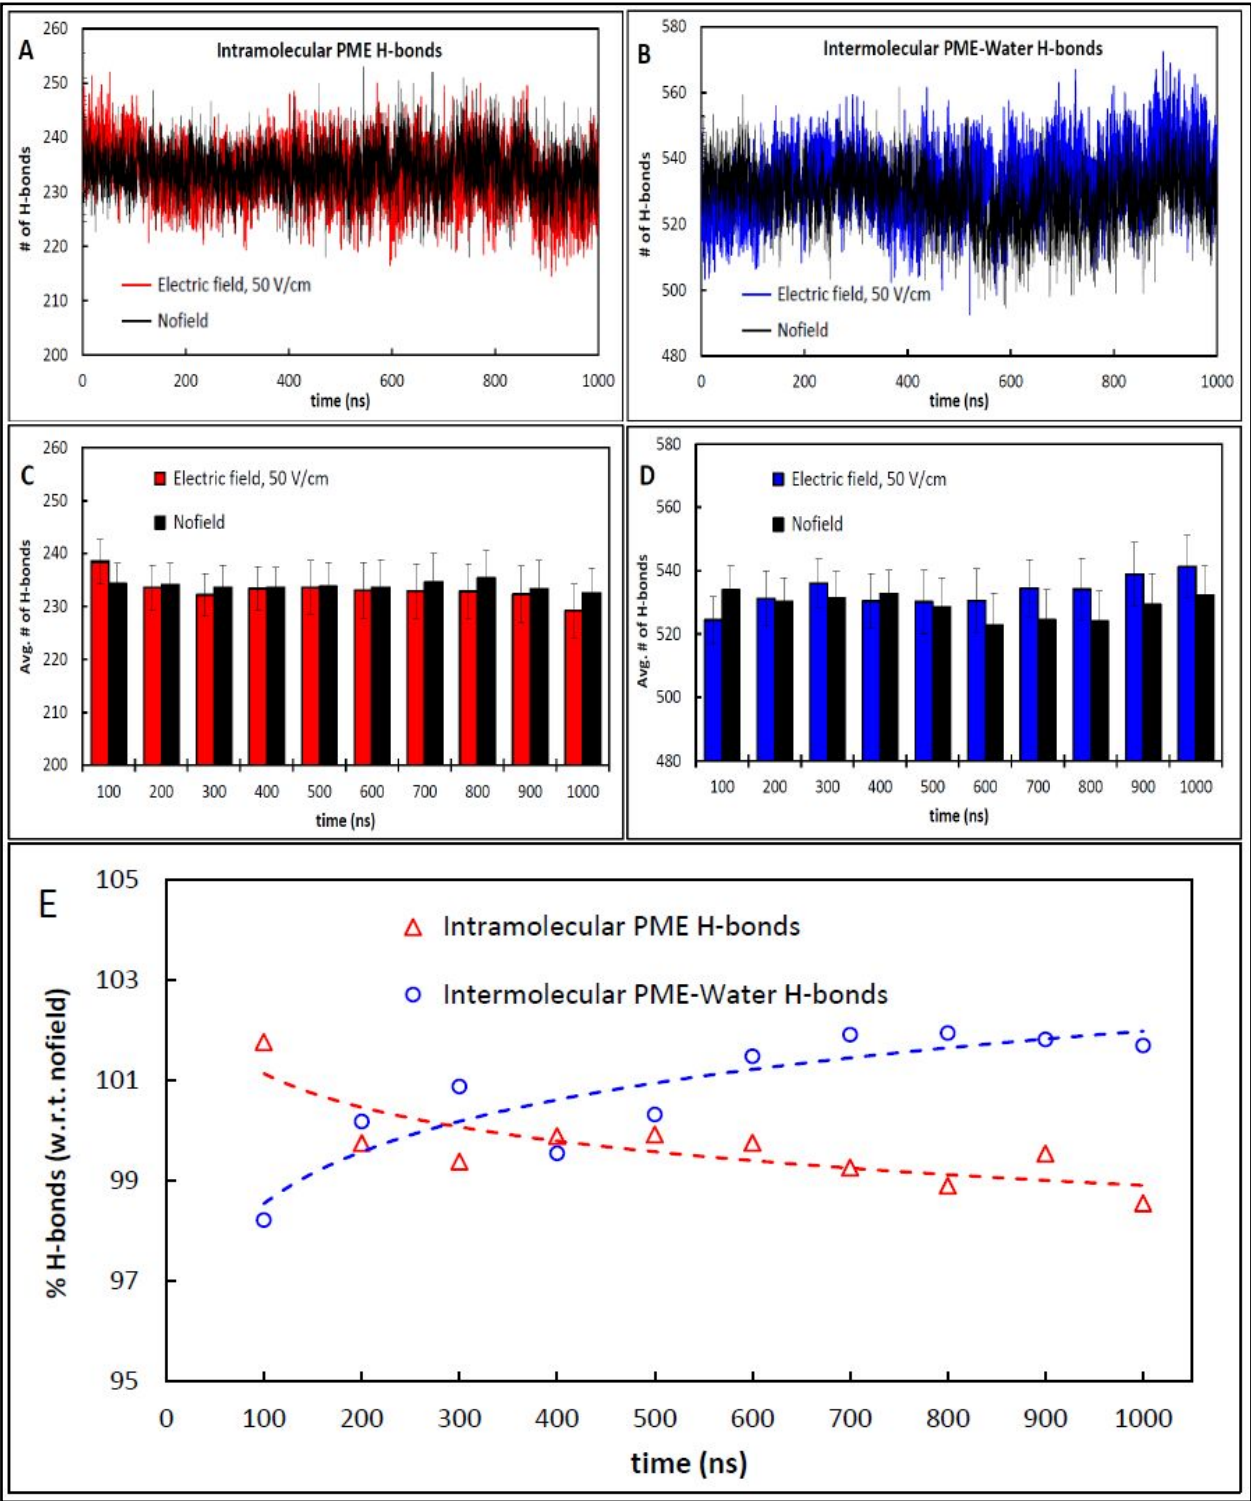 A
Intramolecular PME H-bonds
# of H-bonds
260
250
240
230
220
210
200
Electric field, 50 V/cm
Nofield
0 200 400 600 800 1000
time (ns)
B
Intermolecular PME-Water H-bonds
# of H-bonds
580
560
540
520
500
480
Electric field, 50 V/cm
Nofield
0 200 400 600 800 1000
time (ns)
C
Avg. # of H-bonds
260
250
240
230
220
210
200
Electric field, 50 V/cm
Nofield
100 200 300 400 500 600 700 800 900 1000
time (ns)
D
Avg. # of H-bonds
580
560
540
520
500
480
Electric field, 50 V/cm
Nofield
100 200 300 400 500 600 700 800 900 1000
time (ns)
E
% H-bonds (w.r.t. nofield)
105
103
101
99
97
95
Intramolecular PME H-bonds
Intermolecular PME-Water H-bonds
0 100 200 300 400 500 600 700 800 900 1000
time (ns)